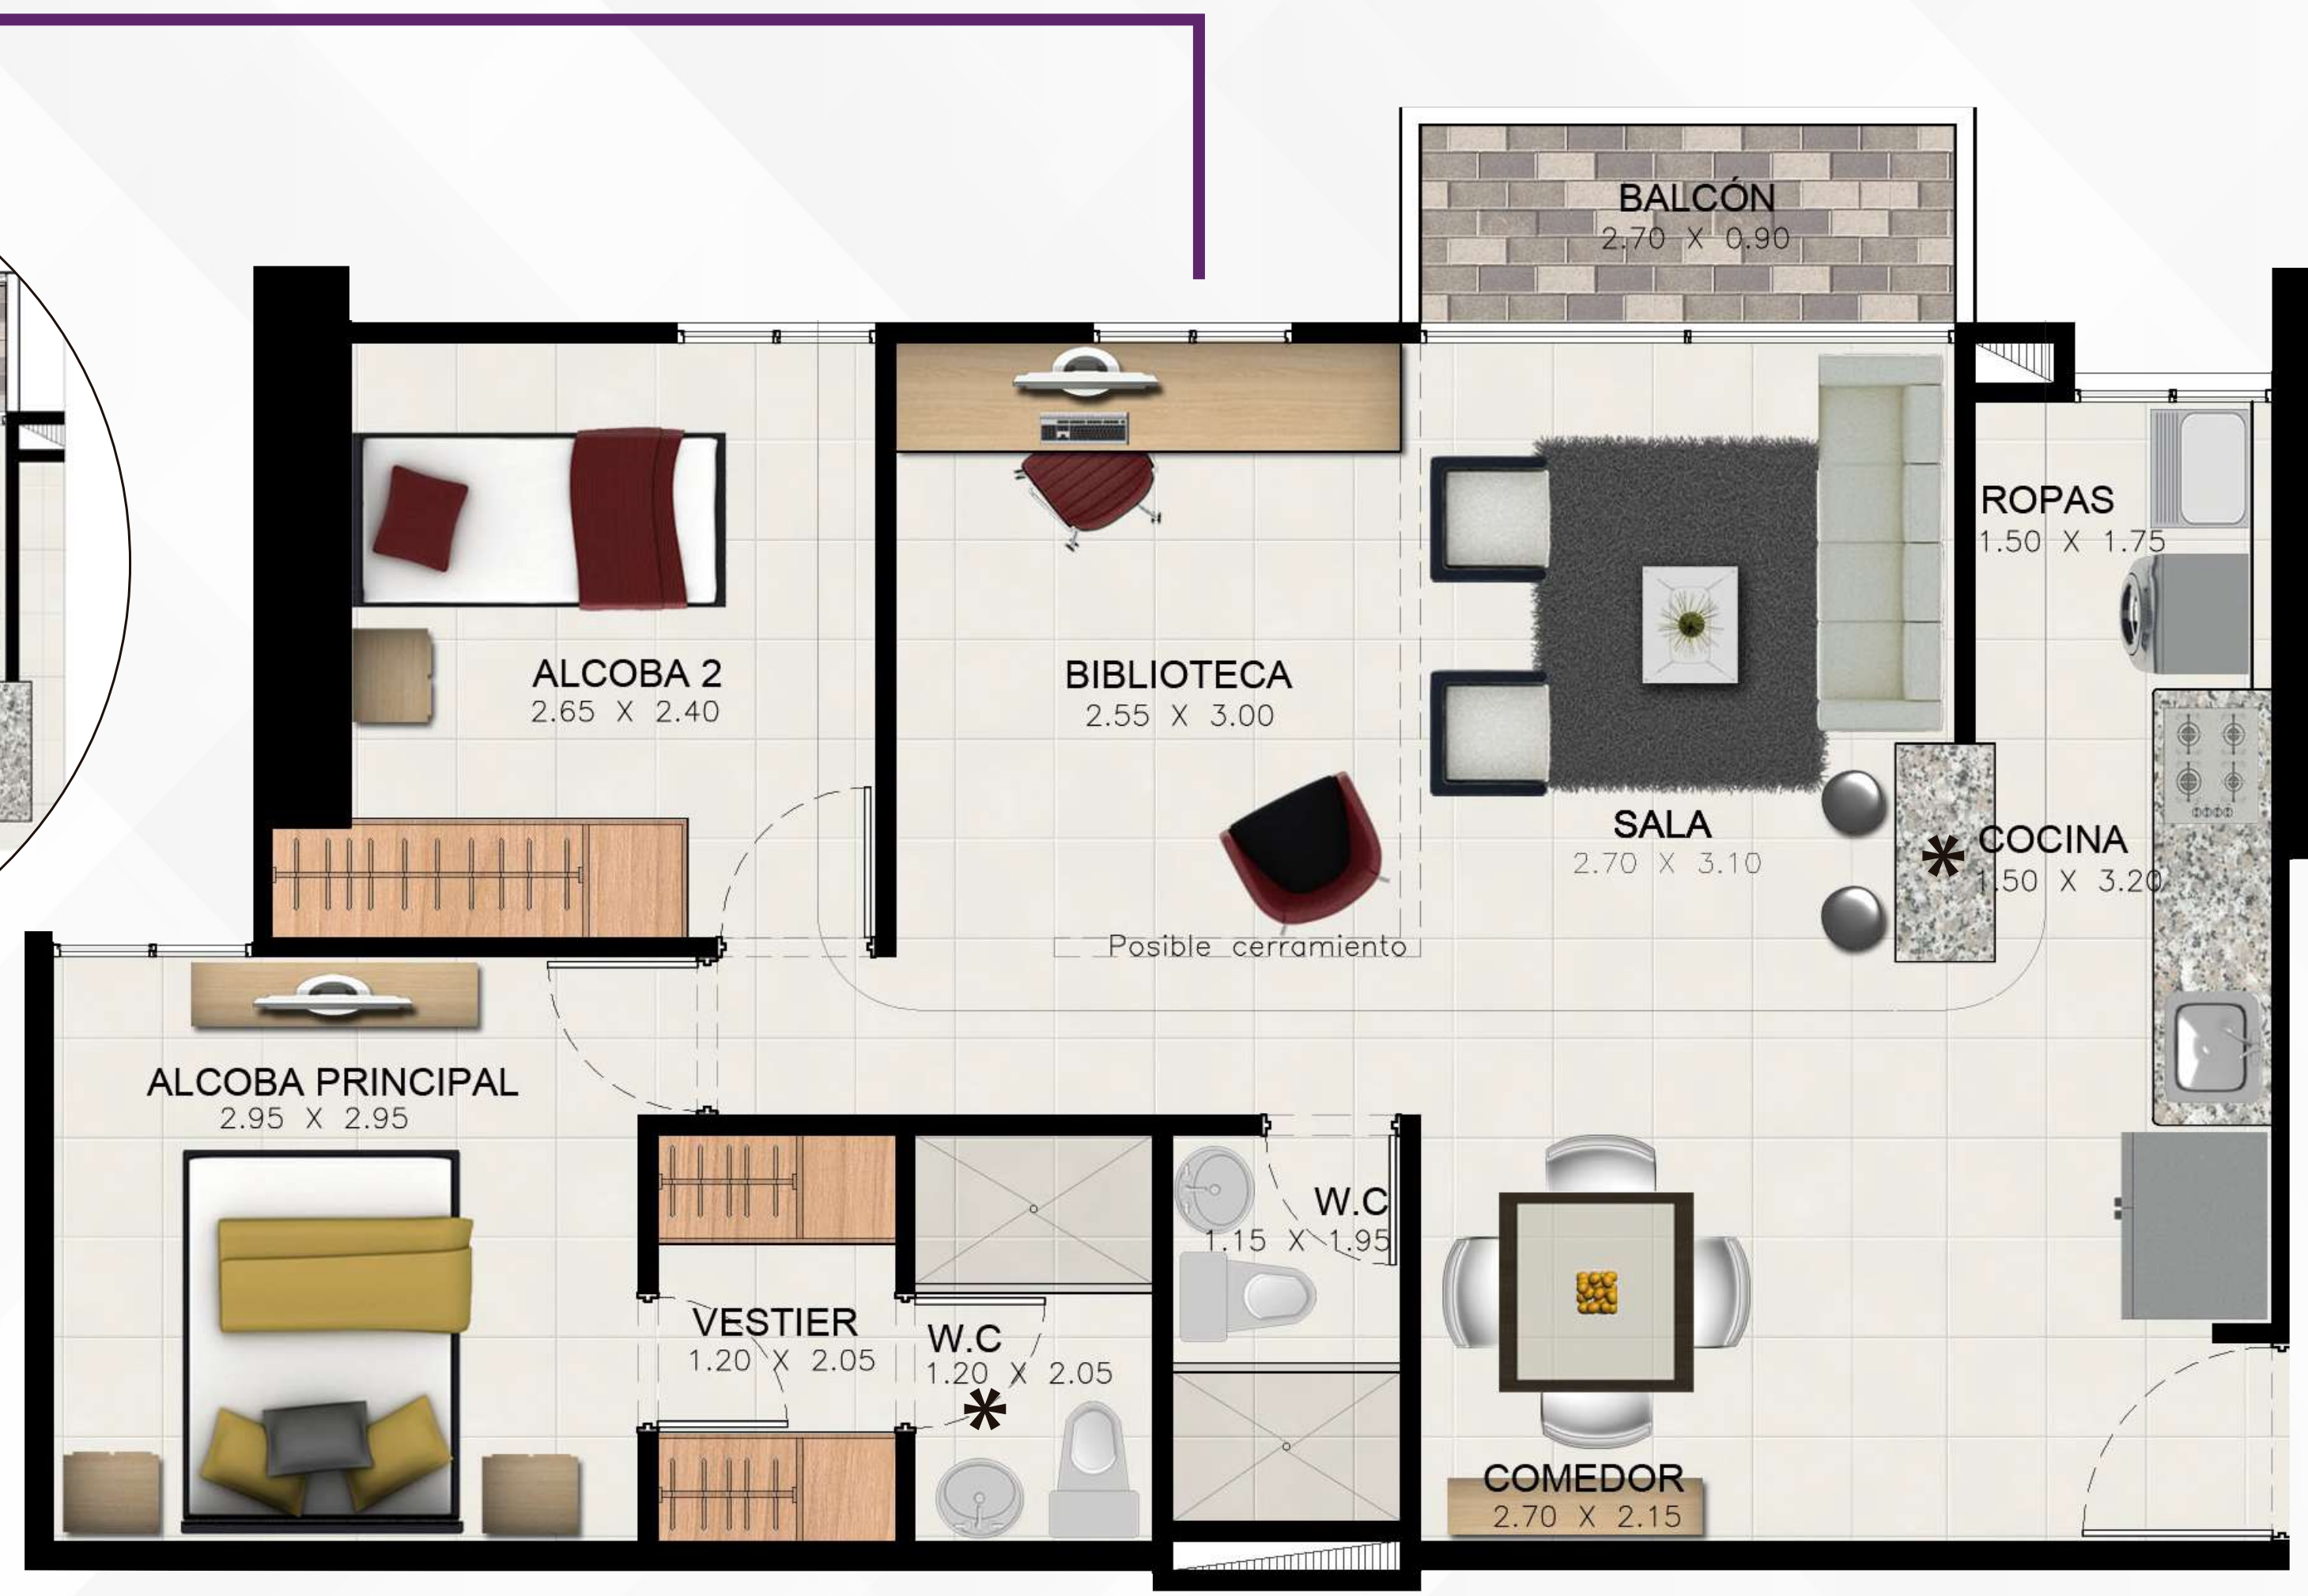 BALCÓN
2.70 X 0.90
ROPAS
1.50 X 1.75
ALCOBA 2
2.65 X 2.40
BIBLIOTECA
2.55 X 3.00
SALA
2.70 X 3.10
* COCINA
1.50 X 3.20
Posible cerramiento
ALCOBA PRINCIPAL
2.95 X 2.95
W.C
1.15 X 1.95
VESTIER
1.20 X 2.05
W.C
1.20 X 2.05
*
COMEDOR
2.70 X 2.15